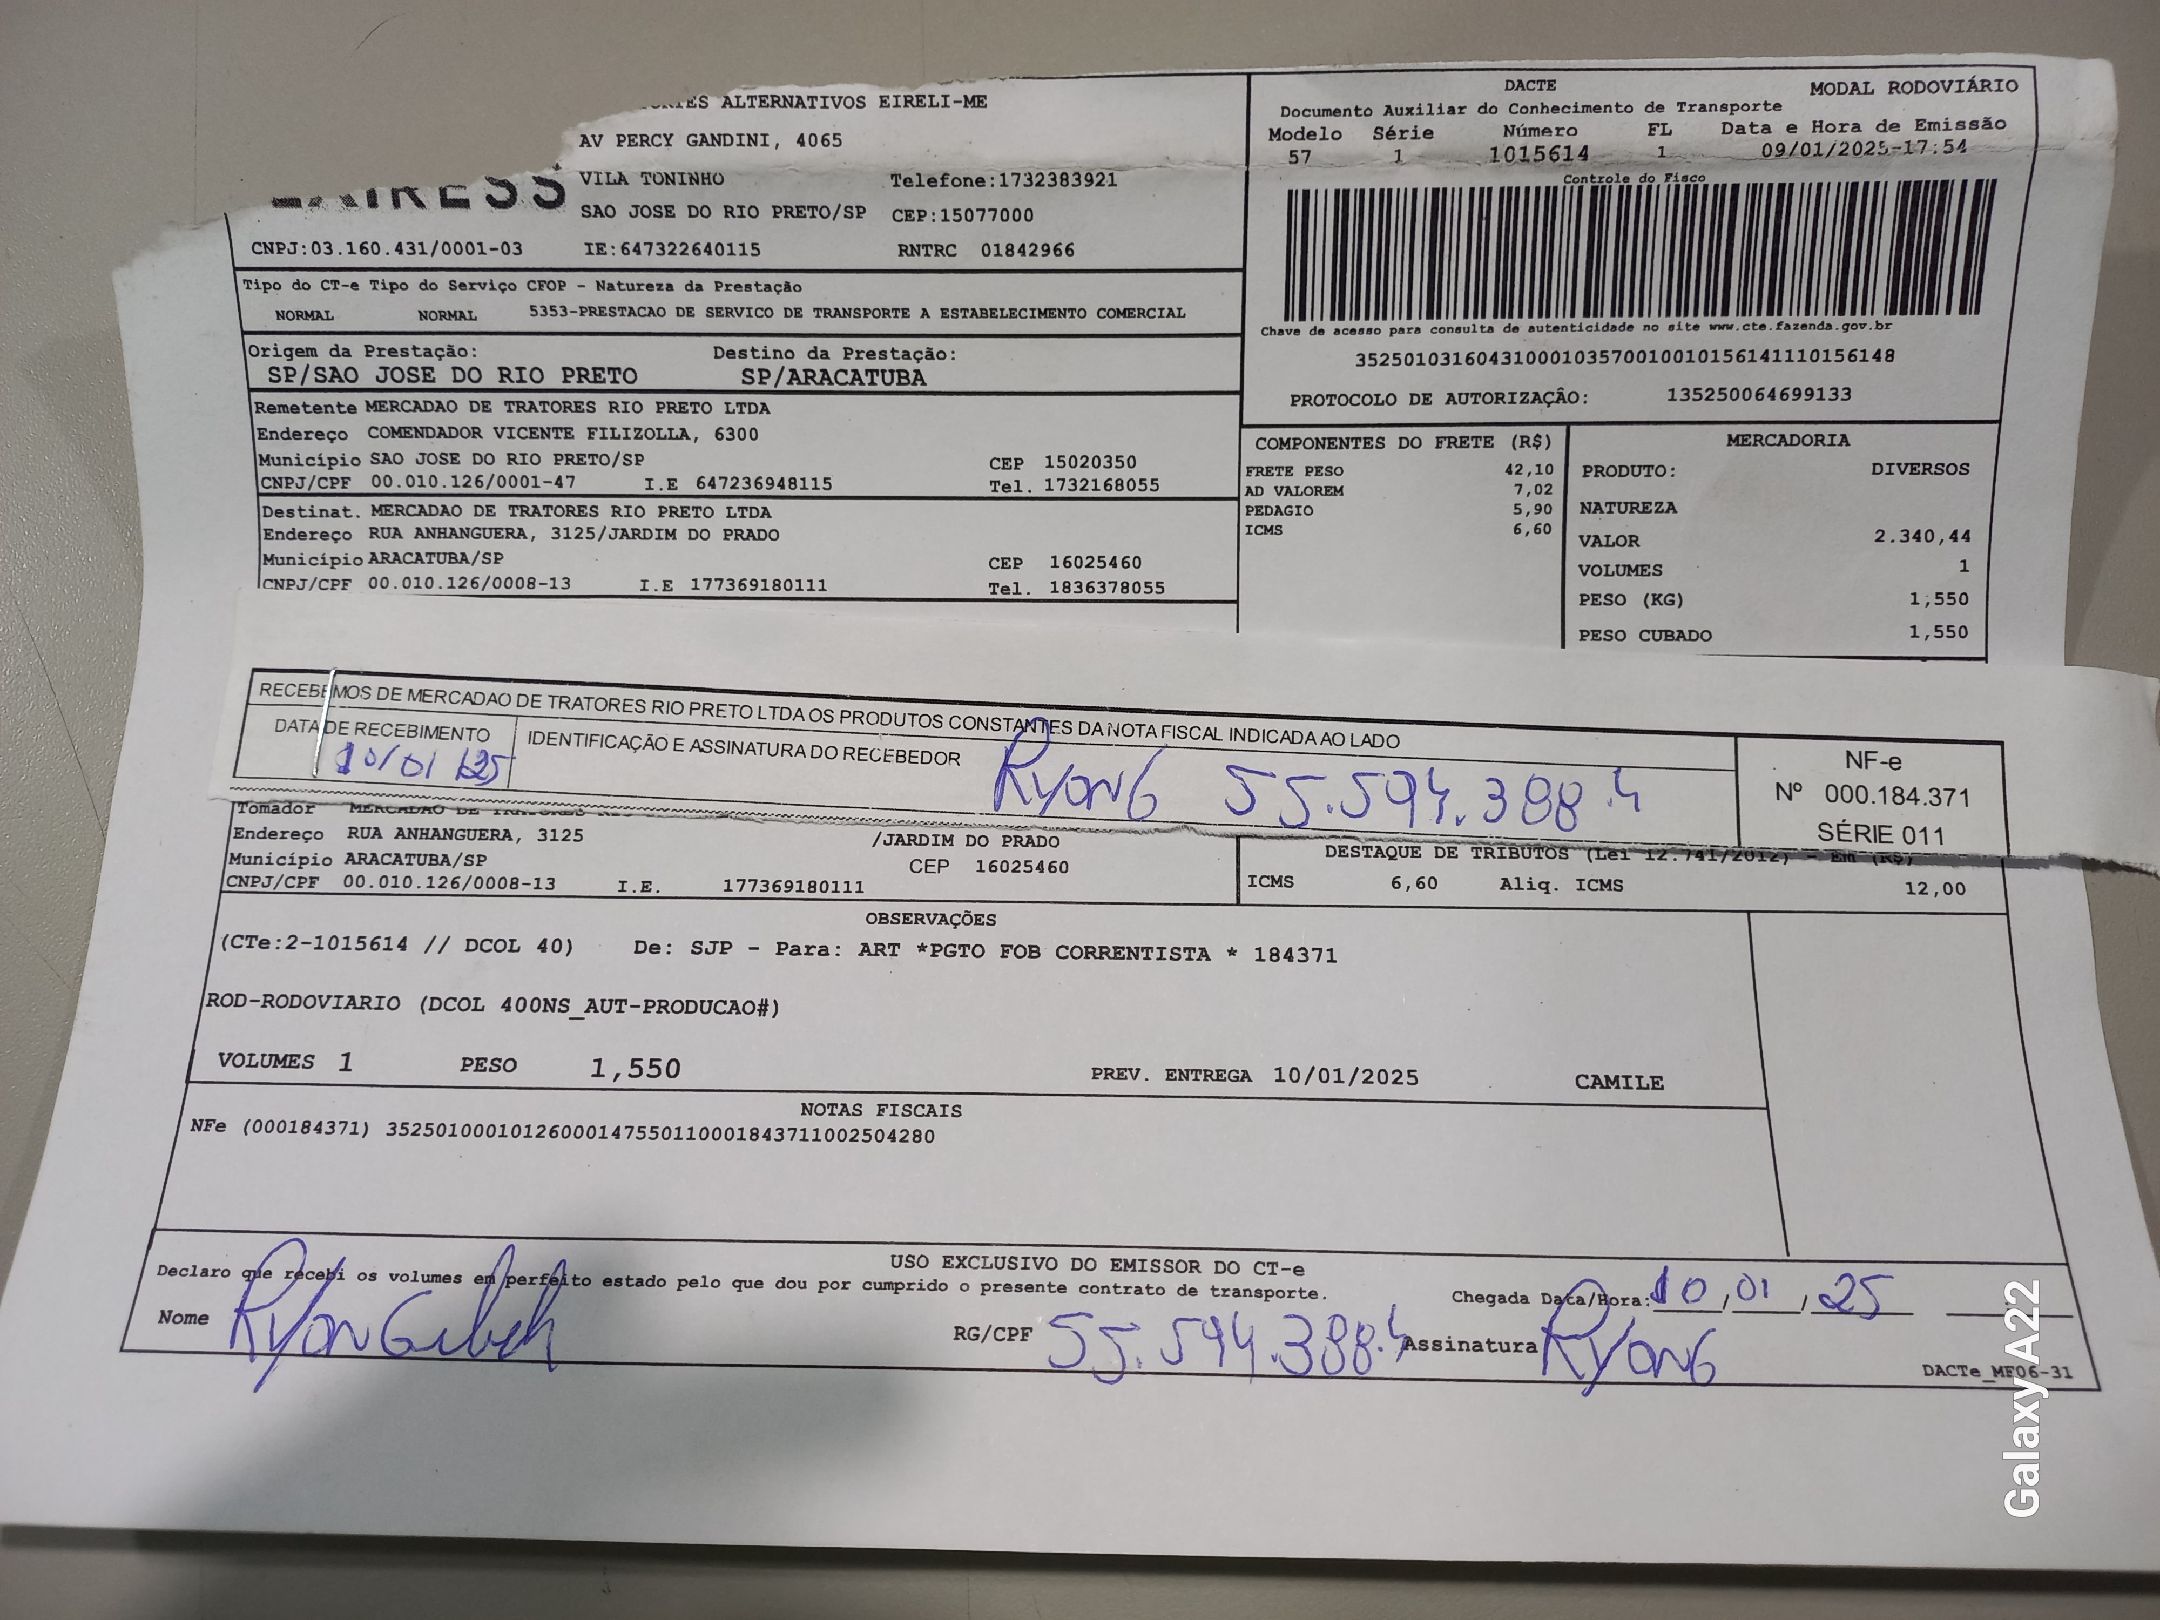 ALTERNATIVOS EIRELI-ME
AV PERCY GANDINI, 4065
VILA TONINHO Telefone:1732383921
SAO JOSE DO RIO PRETO/SP CEP:15077000
CNPJ:03.160.431/0001-03 IE:647322640115 RNTRC 01842966
DACTE MODAL RODOVIÁRIO
Documento Auxiliar do Conhecimento de Transporte
Modelo Série Número FL Data e Hora de Emissão
57 1 1015614 1 09/01/2025-17:54
Controle do Fisco
Chave de acesso para consulta de autenticidade no site www.cte.fazenda.gov.br
35250103160431000103570010010156141110156148
PROTOCOLO DE AUTORIZAÇÃO: 135250064699133
Tipo do CT-e Tipo do Serviço CFOP - Natureza da Prestação
NORMAL NORMAL 5353-PRESTACAO DE SERVICO DE TRANSPORTE A ESTABELECIMENTO COMERCIAL
Origem da Prestação: Destino da Prestação:
SP/SAO JOSE DO RIO PRETO SP/ARACATUBA
Remetente MERCADAO DE TRATORES RIO PRETO LTDA
Endereço COMENDADOR VICENTE FILIZOLLA, 6300
Município SAO JOSE DO RIO PRETO/SP CEP 15020350
CNPJ/CPF 00.010.126/0001-47 I.E 647236948115 Tel. 1732168055
Destinat. MERCADAO DE TRATORES RIO PRETO LTDA
Endereço RUA ANHANGUERA, 3125/JARDIM DO PRADO
Município ARACATUBA/SP CEP 16025460
CNPJ/CPF 00.010.126/0008-13 I.E 177369180111 Tel. 1836378055
COMPONENTES DO FRETE (R$)
FRETE PESO 42,10
AD VALOREM 7,02
PEDAGIO 5,90
ICMS 6,60
MERCADORIA
PRODUTO: DIVERSOS
NATUREZA
VALOR 2.340,44
VOLUMES 1
PESO (KG) 1,550
PESO CUBADO 1,550
RECEBEMOS DE MERCADAO DE TRATORES RIO PRETO LTDA OS PRODUTOS CONSTANTES DA NOTA FISCAL INDICADA AO LADO
DATA DE RECEBIMENTO IDENTIFICAÇÃO E ASSINATURA DO RECEBEDOR
10/01/25 RyonG 55.594.388.4
NF-e
Nº 000.184.371
SÉRIE 011
Tomador MERCADAO DE TRATORES
Endereço RUA ANHANGUERA, 3125 /JARDIM DO PRADO
Município ARACATUBA/SP CEP 16025460
CNPJ/CPF 00.010.126/0008-13 I.E. 177369180111
DESTAQUE DE TRIBUTOS (Lei 12.741/2012) - Em (R$)
ICMS 6,60 Aliq. ICMS 12,00
OBSERVAÇÕES
(CTe:2-1015614 // DCOL 40) De: SJP - Para: ART *PGTO FOB CORRENTISTA * 184371
ROD-RODOVIARIO (DCOL 400NS_AUT-PRODUCAO#)
VOLUMES 1 PESO 1,550 PREV. ENTREGA 10/01/2025 CAMILE
NOTAS FISCAIS
NFe (000184371) 35250100010126000147550110001843711002504280
USO EXCLUSIVO DO EMISSOR DO CT-e
Declaro que recebi os volumes em perfeito estado pelo que dou por cumprido o presente contrato de transporte.
Chegada Data/Hora: 10/01/25
Nome RG/CPF 55.594.388.4 Assinatura RyonG
DACTe_MF06-31
Galaxy A22